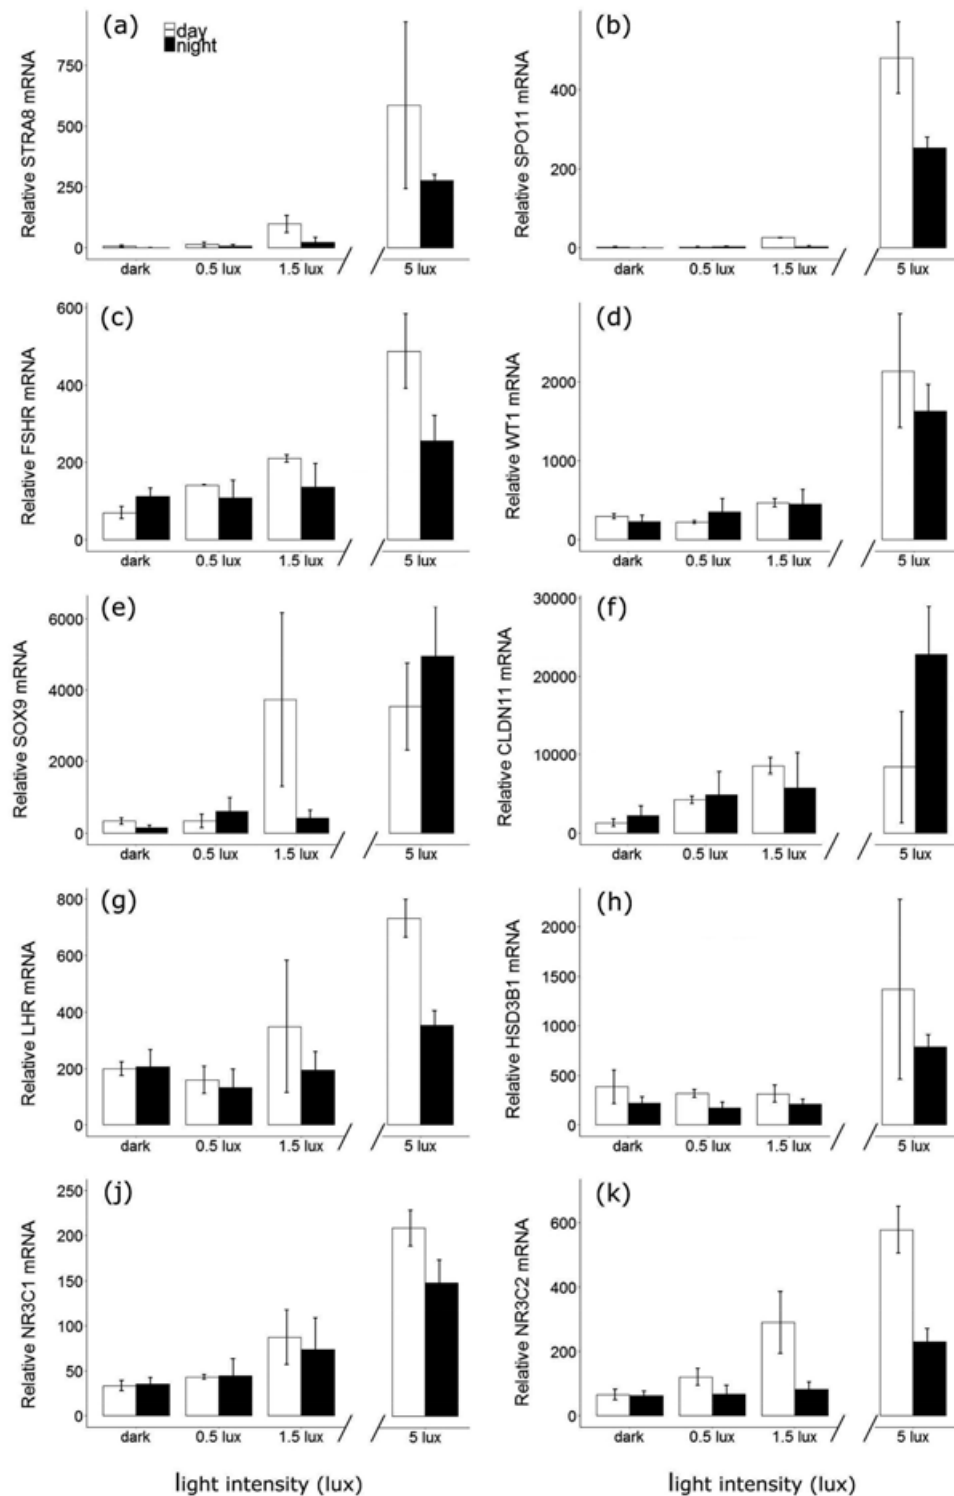 (a)
day
night
Relative STRA8 mRNA
750
500
250
0
dark
0.5 lux
1.5 lux
5 lux
(b)
Relative SPO11 mRNA
400
200
0
dark
0.5 lux
1.5 lux
5 lux
(c)
Relative FSHR mRNA
600
400
200
0
dark
0.5 lux
1.5 lux
5 lux
(d)
Relative WT1 mRNA
2000
1000
0
dark
0.5 lux
1.5 lux
5 lux
(e)
Relative SOX9 mRNA
6000
4000
2000
0
dark
0.5 lux
1.5 lux
5 lux
(f)
Relative CLDN11 mRNA
30000
20000
10000
0
dark
0.5 lux
1.5 lux
5 lux
(g)
Relative LHR mRNA
800
600
400
200
0
dark
0.5 lux
1.5 lux
5 lux
(h)
Relative HSD3B1 mRNA
2000
1500
1000
500
0
dark
0.5 lux
1.5 lux
5 lux
(j)
Relative NR3C1 mRNA
250
200
150
100
50
0
dark
0.5 lux
1.5 lux
5 lux
(k)
Relative NR3C2 mRNA
600
400
200
0
dark
0.5 lux
1.5 lux
5 lux
light intensity (lux)
light intensity (lux)